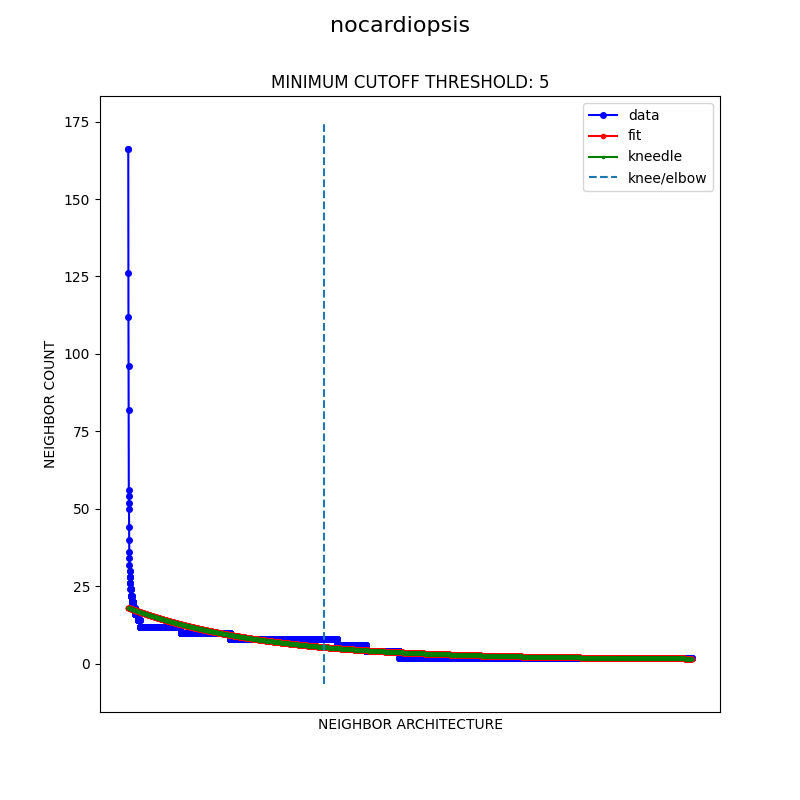 nocardiopsis
MINIMUM CUTOFF THRESHOLD: 5
data
fit
kneedle
knee/elbow
175
150
125
100
75
50
25
0
NEIGHBOR COUNT
NEIGHBOR ARCHITECTURE